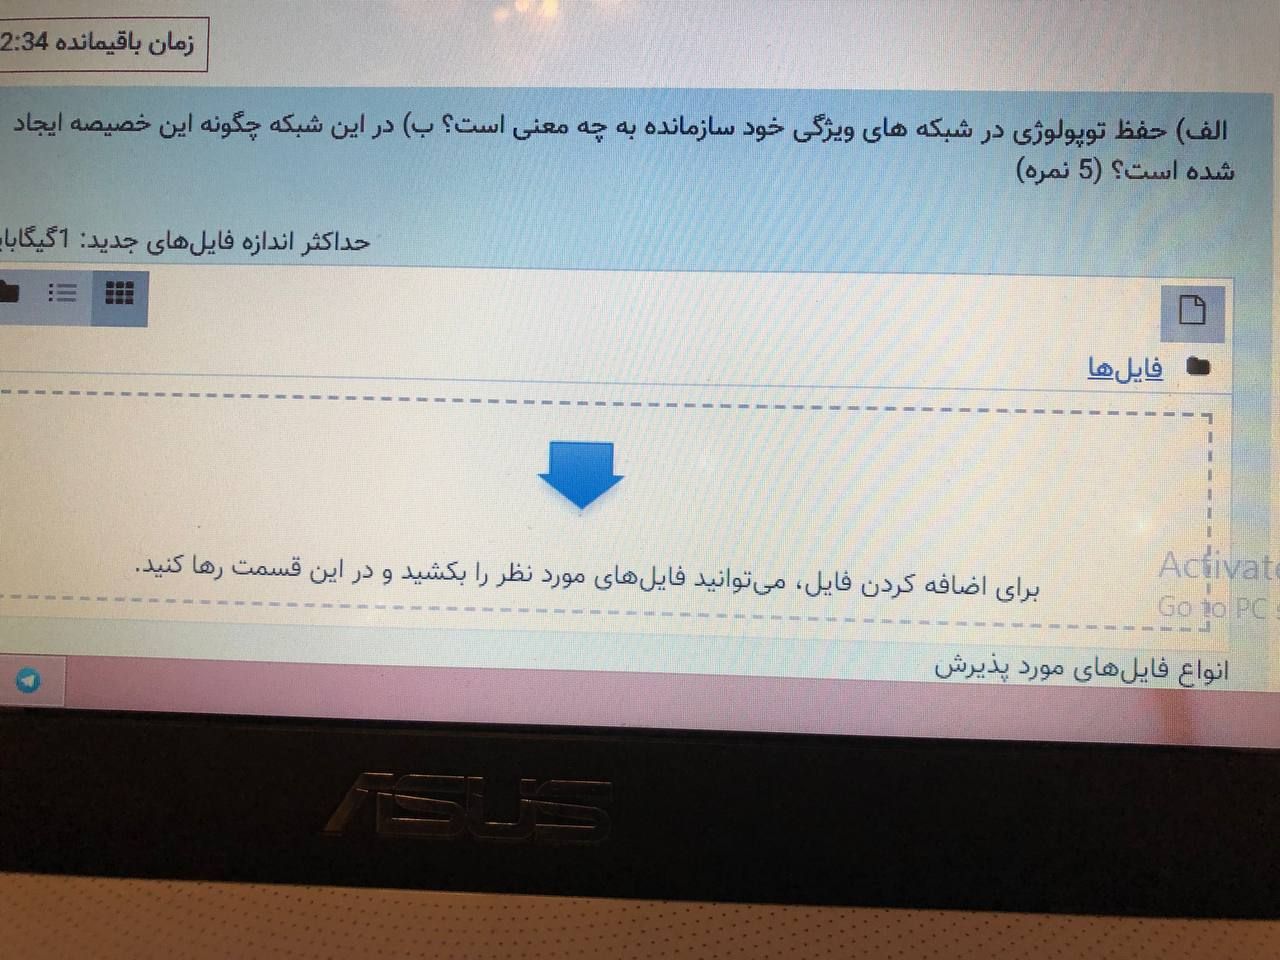 زمان باقیمانده 2:34
الف) حفظ توپولوژی در شبکه های ویژگی خود سازمانده به چه معنی است؟ ب) در این شبکه چگونه این خصیصه ایجاد
شده است؟ (5 نمره)
حداکثر اندازه فایل‌های جدید: 1
فایل‌ها
برای اضافه کردن فایل، می‌توانید فایل‌های مورد نظر را بکشید و در این قسمت رها کنید.
Activate
Go to PC
انواع فایل‌های مورد پذیرش
ASUS